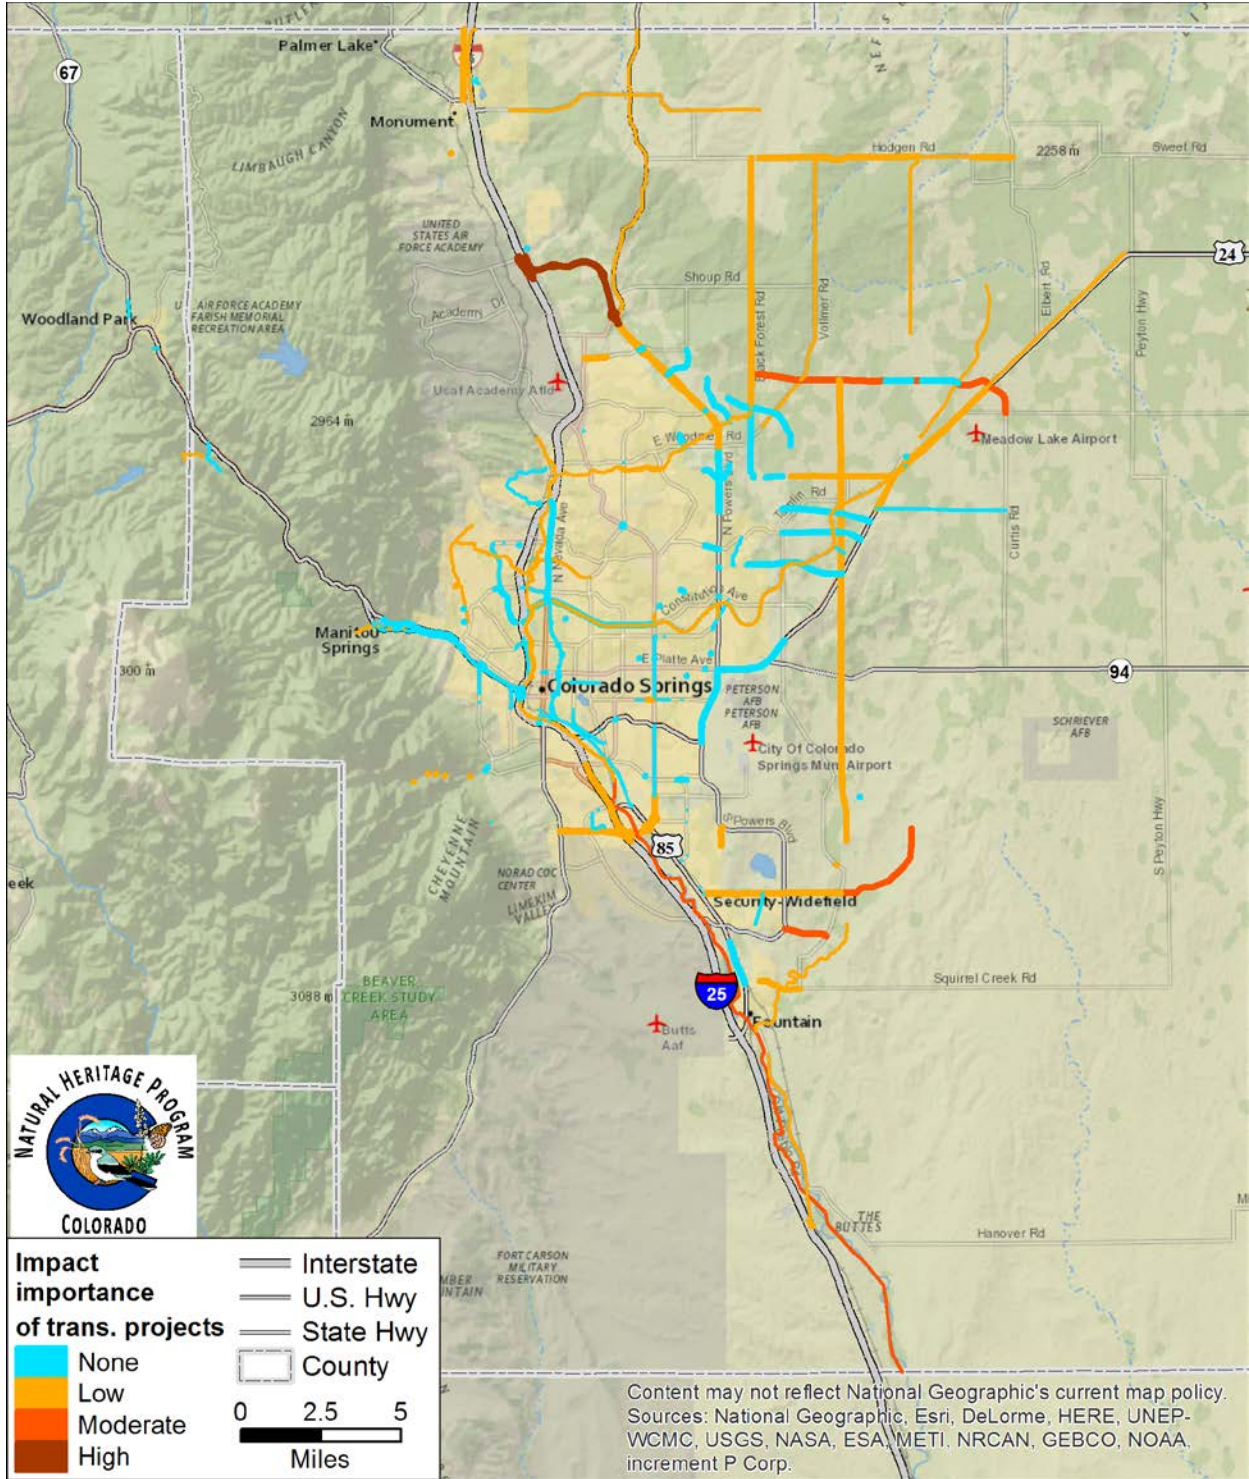 Palmer Lake
67
Monument
LIMBAUGH CANYON
Hodgen Rd
2258 m
Sweet Rd
UNITED
STATES AIR
FORCE ACADEMY
24
Shoup Rd
Elbert Rd
Peyton Hwy
Black Forest Rd
Vollmer Rd
AIR FORCE ACADEMY
FARISH MEMORIAL
RECREATION AREA
Woodland Park
Academy Dr
Usaf Academy Afld
2964 m
E Woodmen Rd
Meadow Lake Airport
N Powers Blvd
Tamlin Rd
N Nevada Ave
Curtis Rd
Constitution Ave
Manitou
Springs
300 m
E Platte Ave
94
Colorado Springs
PETERSON
AFB
PETERSON
AFB
SCHRIEVER
AFB
City Of Colorado
Springs Muni Airport
CHEYENNE
MOUNTAIN
S Powers Blvd
S Peyton Hwy
85
eek
NORAD COC
CENTER
LIMEKIM
VALLEY
Security-Widefield
BEAVER
CREEK STUDY
AREA
3088 m
Squirrel Creek Rd
25
Fountain
Butts
Aaf
NATURAL HERITAGE PROGRAM
COLORADO
THE
BUTTES
Hanover Rd
FORT CARSON
MILITARY
RESERVATION
MBER
UNTAIN
Impact
importance
of trans. projects
None
Low
Moderate
High
Interstate
U.S. Hwy
State Hwy
County
0 2.5 5
Miles
Content may not reflect National Geographic's current map policy.
Sources: National Geographic, Esri, DeLorme, HERE, UNEP-
WCMC, USGS, NASA, ESA, METI, NRCAN, GEBCO, NOAA,
increment P Corp.